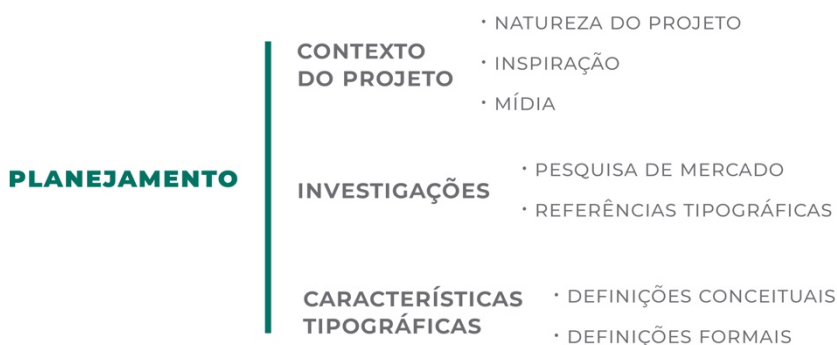 PLANEJAMENTO
CONTEXTO
DO PROJETO
· NATUREZA DO PROJETO
· INSPIRAÇÃO
· MÍDIA
INVESTIGAÇÕES
· PESQUISA DE MERCADO
· REFERÊNCIAS TIPOGRÁFICAS
CARACTERÍSTICAS
TIPOGRÁFICAS
· DEFINIÇÕES CONCEITUAIS
· DEFINIÇÕES FORMAIS